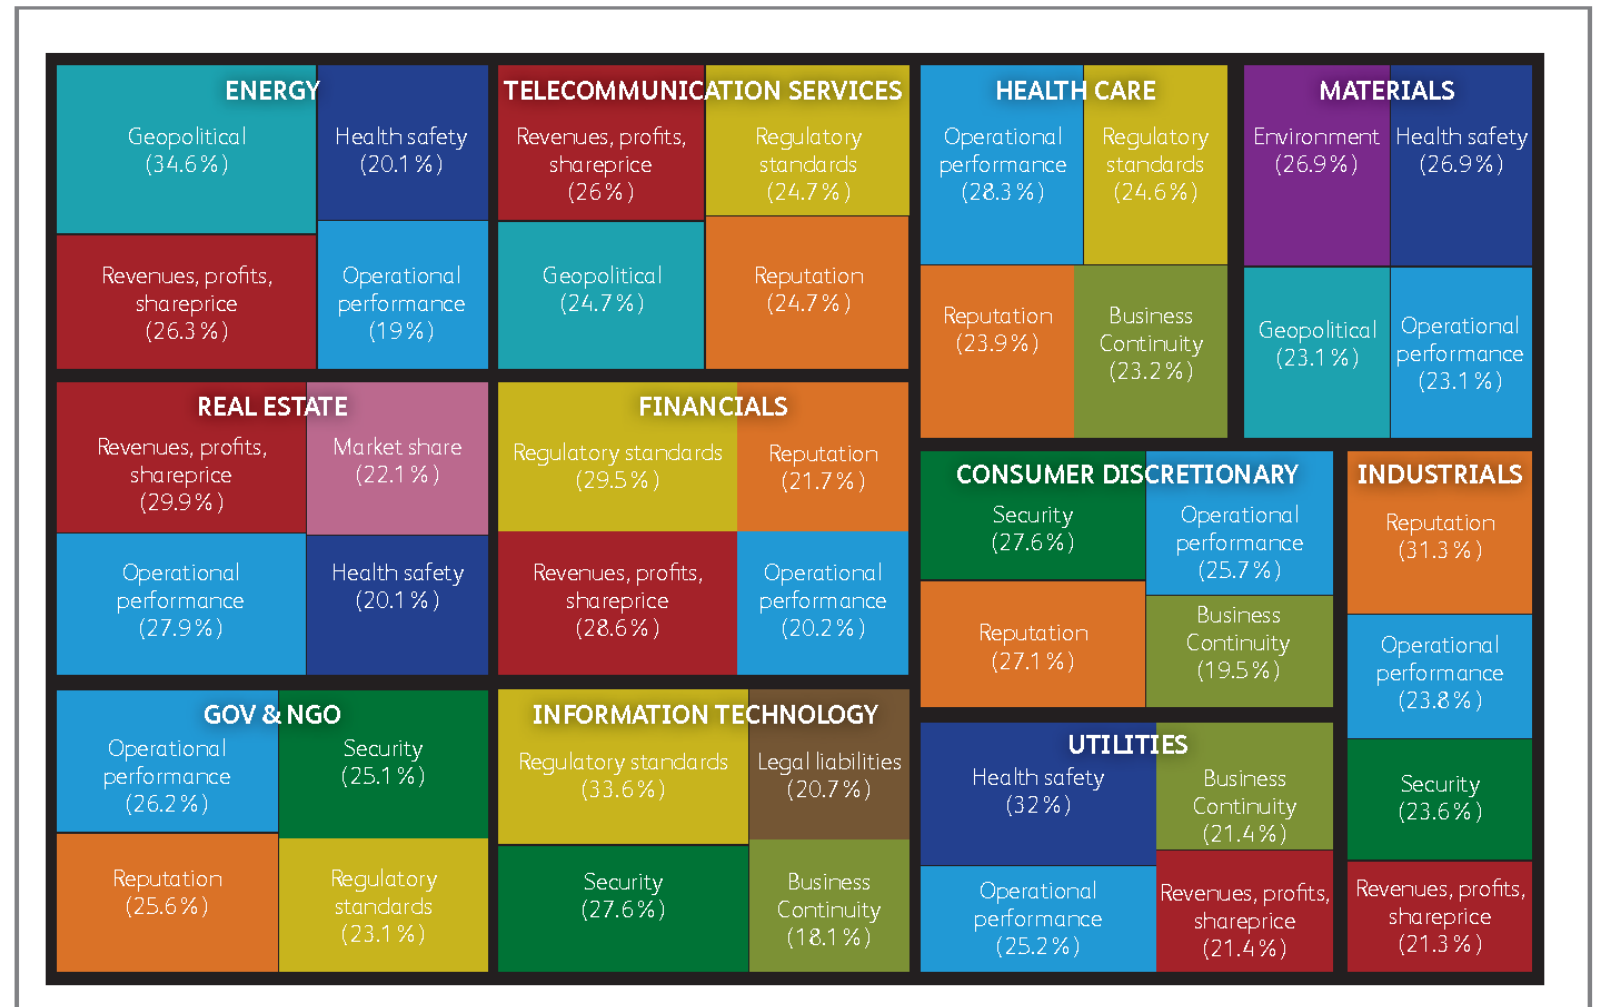 ENERGY
Geopolitical
(34.6%)
Health safety
(20.1%)
Revenues, profits,
shareprice
(26.3%)
Operational
performance
(19%)
TELECOMMUNICATION SERVICES
Revenues, profits,
shareprice
(26%)
Regulatory
standards
(24.7%)
Geopolitical
(24.7%)
Reputation
(24.7%)
HEALTH CARE
Operational
performance
(28.3%)
Regulatory
standards
(24.6%)
Reputation
(23.9%)
Business
Continuity
(23.2%)
MATERIALS
Environment
(26.9%)
Health safety
(26.9%)
Geopolitical
(23.1%)
Operational
performance
(23.1%)
REAL ESTATE
Revenues, profits,
shareprice
(29.9%)
Market share
(22.1%)
Operational
performance
(27.9%)
Health safety
(20.1%)
FINANCIALS
Regulatory standards
(29.5%)
Reputation
(21.7%)
Revenues, profits,
shareprice
(28.6%)
Operational
performance
(20.2%)
CONSUMER DISCRETIONARY
Security
(27.6%)
Operational
performance
(25.7%)
Reputation
(27.1%)
Business
Continuity
(19.5%)
INDUSTRIALS
Reputation
(31.3%)
Operational
performance
(23.8%)
Security
(23.6%)
Revenues, profits,
shareprice
(21.3%)
GOV & NGO
Operational
performance
(26.2%)
Security
(25.1%)
Reputation
(25.6%)
Regulatory
standards
(23.1%)
INFORMATION TECHNOLOGY
Regulatory standards
(33.6%)
Legal liabilities
(20.7%)
Security
(27.6%)
Business
Continuity
(18.1%)
UTILITIES
Health safety
(32%)
Business
Continuity
(21.4%)
Operational
performance
(25.2%)
Revenues, profits,
shareprice
(21.4%)